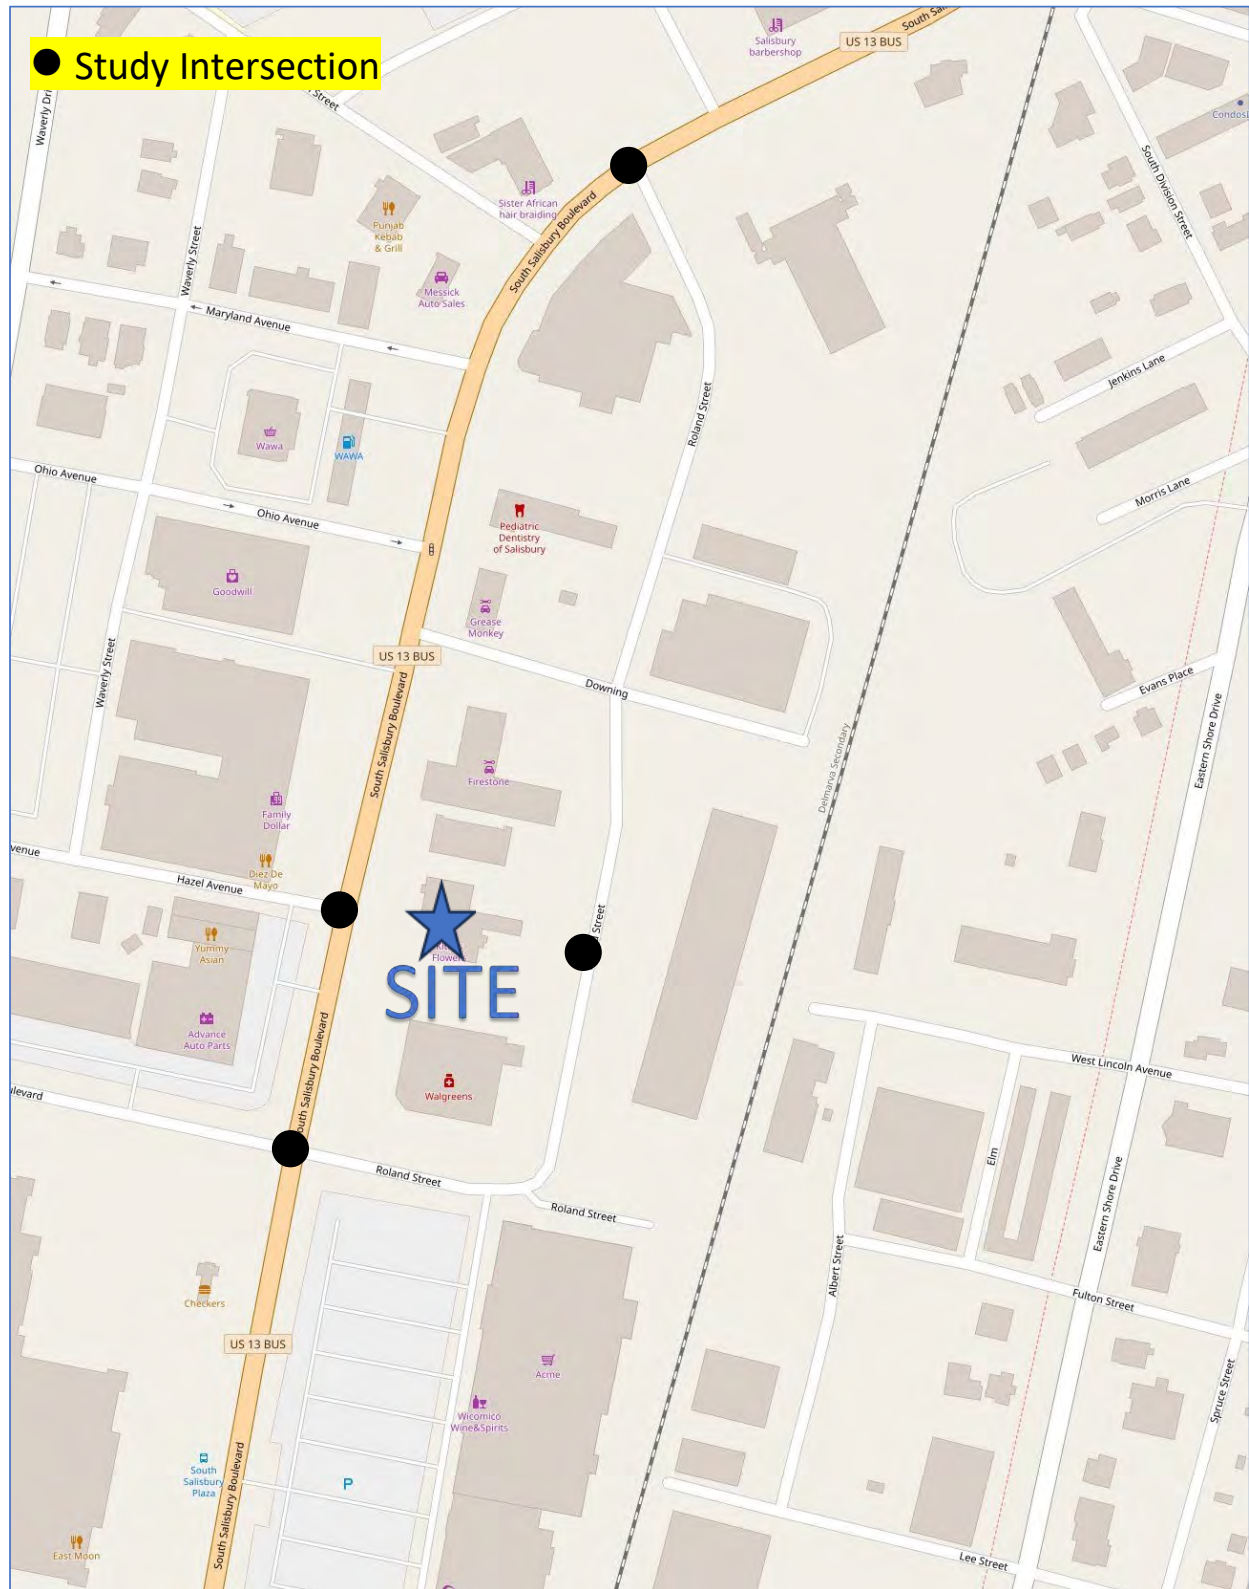 Study Intersection
South Sali
US 13 BUS
Salisbury
barbershop
Street
Waverly Dri
Condos
South Division Street
Sister African
hair braiding
Punjab
Kebab
& Grill
South Salisbury Boulevard
Waverly Street
Messick
Auto Sales
Maryland Avenue
Jenkins Lane
Roland Street
Wawa
WAWA
Ohio Avenue
Morris Lane
Ohio Avenue
Pediatric
Dentistry
of Salisbury
Goodwill
Grease
Monkey
US 13 BUS
Waverly Street
Downing
Evans Place
South Salisbury Boulevard
Delmarva Secondary
Eastern Shore Drive
Firestone
Family
Dollar
venue
Diez De
Mayo
Hazel Avenue
Street
Yummy
Asian
Flowers
SITE
Advance
Auto Parts
South Salisbury Boulevard
West Lincoln Avenue
Walgreens
ulevard
Roland Street
Elm
Roland Street
Eastern Shore Drive
Albert Street
Checkers
Fulton Street
US 13 BUS
Acme
Spruce Street
Wicomico
Wine&Spirits
South
Salisbury
Plaza
P
South Salisbury Boulevard
East Moon
Lee Street